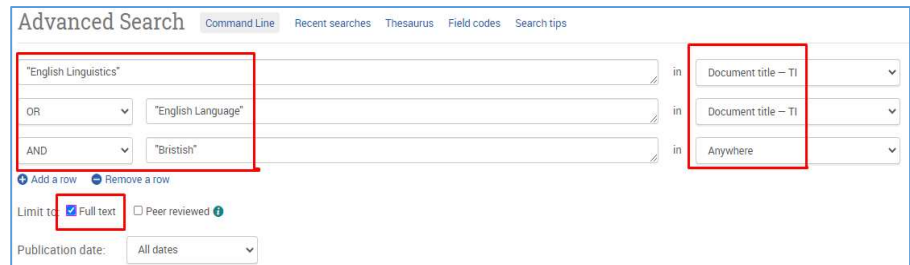 Advanced Search Command Line Recent searches Thesaurus Field codes Search tips
"English Linguistics" in Document title – TI
OR "English Language" in Document title – TI
AND "Bristish" in Anywhere
Add a row Remove a row
Limit to: Full text Peer reviewed
Publication date: All dates